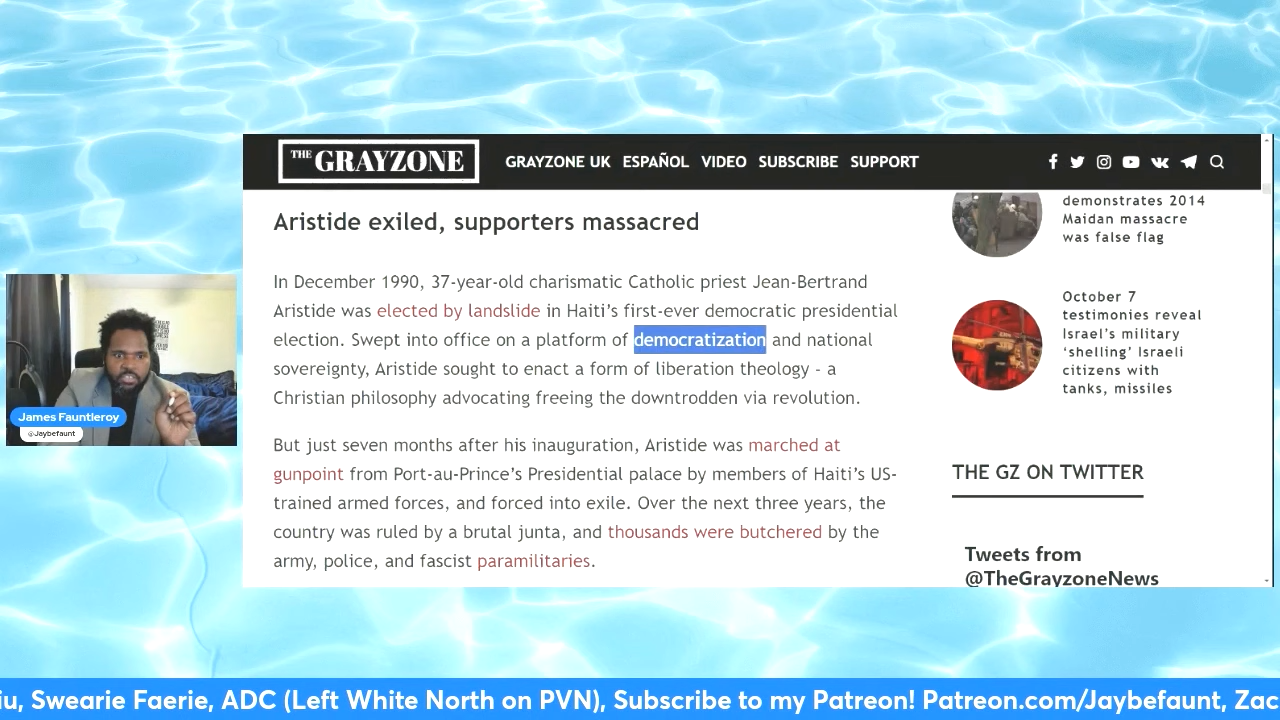 THE GRAYZONE
GRAYZONE UK ESPAÑOL VIDEO SUBSCRIBE SUPPORT
Aristide exiled, supporters massacred
In December 1990, 37-year-old charismatic Catholic priest Jean-Bertrand
Aristide was elected by landslide in Haiti’s first-ever democratic presidential
election. Swept into office on a platform of democratization and national
sovereignty, Aristide sought to enact a form of liberation theology - a
Christian philosophy advocating freeing the downtrodden via revolution.
But just seven months after his inauguration, Aristide was marched at
gunpoint from Port-au-Prince’s Presidential palace by members of Haiti’s US-
trained armed forces, and forced into exile. Over the next three years, the
country was ruled by a brutal junta, and thousands were butchered by the
army, police, and fascist paramilitaries.
demonstrates 2014
Maidan massacre
was false flag
October 7
testimonies reveal
Israel’s military
‘shelling’ Israeli
citizens with
tanks, missiles
THE GZ ON TWITTER
Tweets from
@TheGrayzoneNews
James Fauntleroy
@Jaybefaunt
iu, Swearie Faerie, ADC (Left White North on PVN), Subscribe to my Patreon! Patreon.com/Jaybefaunt, Zac